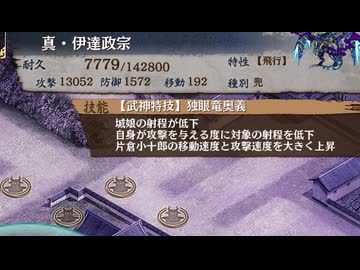 真・伊達政宗
耐久 7779/142800 特性【飛行】
攻撃 13052 防御 1572 移動 192 種別 兜
技能 【武神特技】独眼竜奥義
城娘の射程が低下
自身が攻撃を与える度に対象の射程を低下
片倉小十郎の移動速度と攻撃速度を大きく上昇